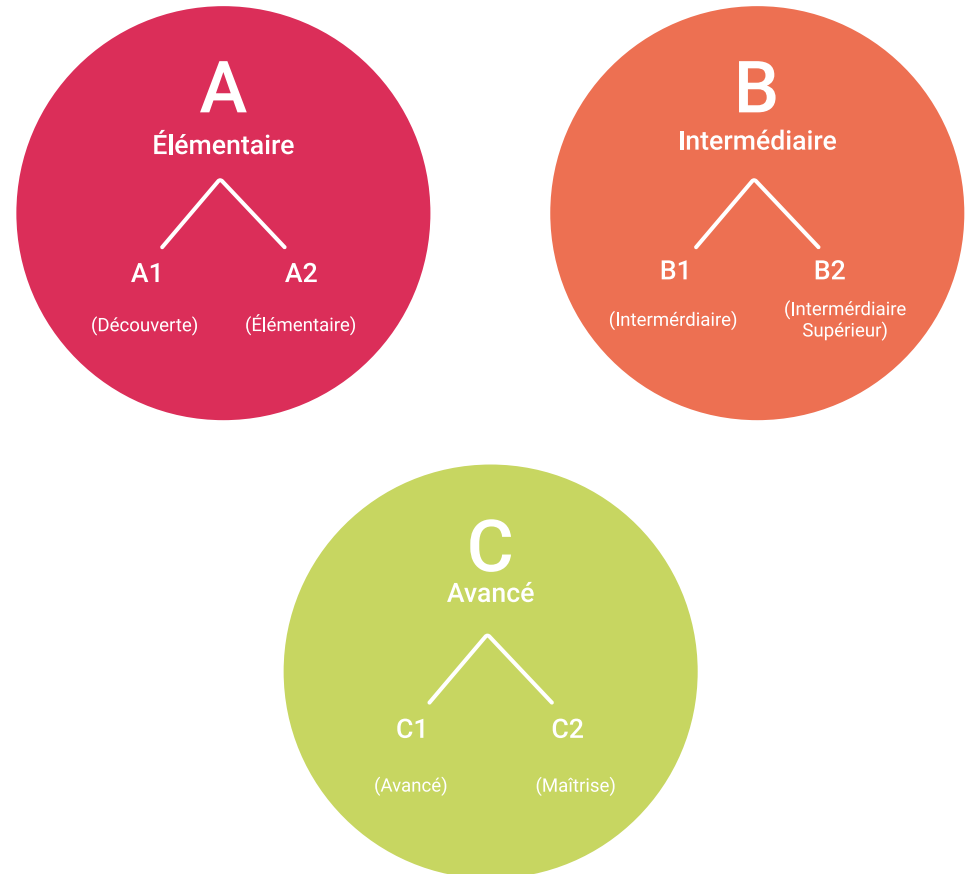 A
Élémentaire
A1
A2
(Découverte)
(Élémentaire)
B
Intermédiaire
B1
B2
(Intermérdiaire)
(Intermérdiaire
Supérieur)
C
Avancé
C1
C2
(Avancé)
(Maîtrise)